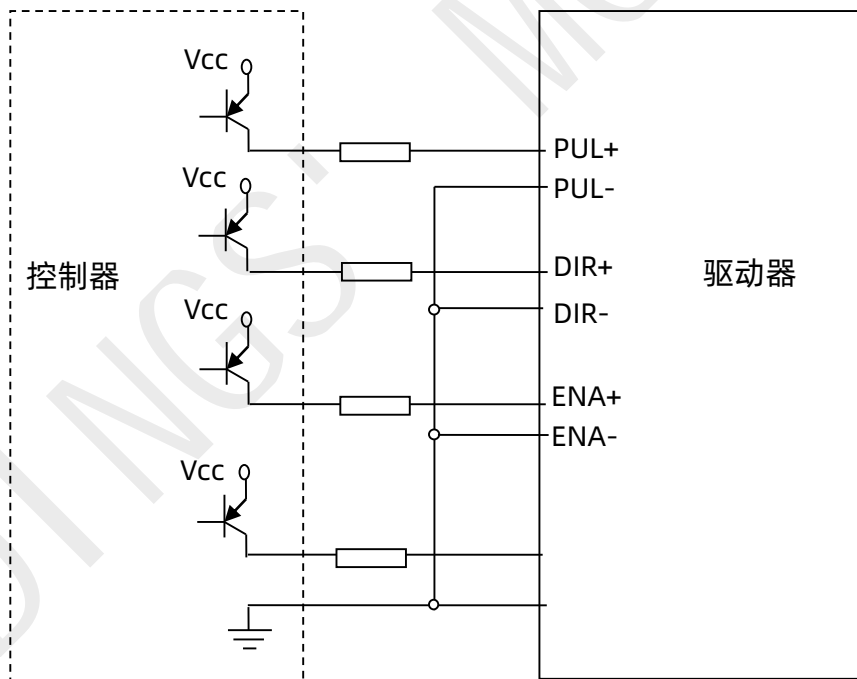 Vcc
PUL+
Vcc
PUL-
控制器
DIR+
驱动器
Vcc
DIR-
ENA+
ENA-
Vcc